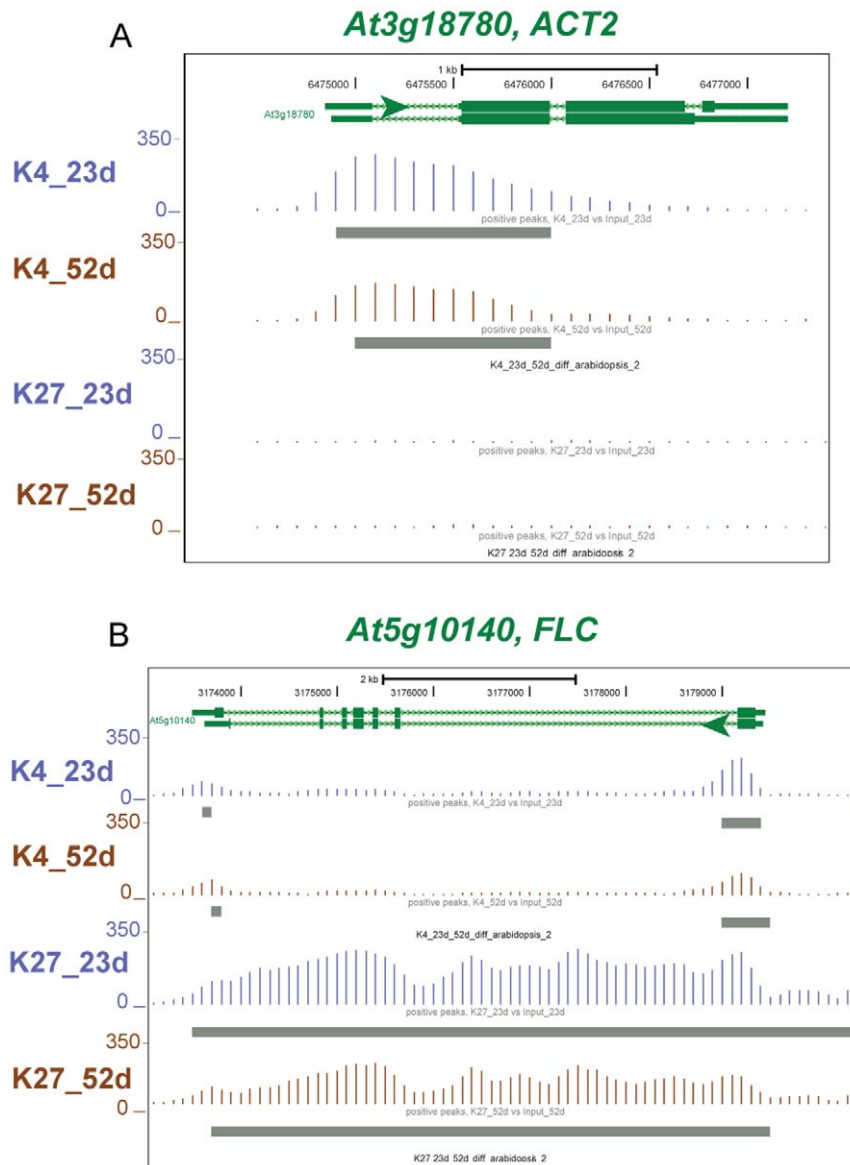 A
At3g18780, ACT2
1 kb
6475000 6475500 6476000 6476500 6477000
At3g18780
350
K4_23d
0
positive peaks, K4_23d vs Input_23d
350
K4_52d
0
positive peaks, K4_52d vs Input_52d
K4_23d_52d_diff_arabidopsis_2
350
K27_23d
0
positive peaks, K27_23d vs Input_23d
350
K27_52d
0
positive peaks, K27_52d vs Input_52d
K27_23d_52d_diff_arabidopsis_2
B
At5g10140, FLC
2 kb
3174000 3175000 3176000 3177000 3178000 3179000
At5g10140
350
K4_23d
0
positive peaks, K4_23d vs Input_23d
350
K4_52d
0
positive peaks, K4_52d vs Input_52d
K4_23d_52d_diff_arabidopsis_2
350
K27_23d
0
positive peaks, K27_23d vs Input_23d
350
K27_52d
0
positive peaks, K27_52d vs Input_52d
K27_23d_52d_diff_arabidopsis_2